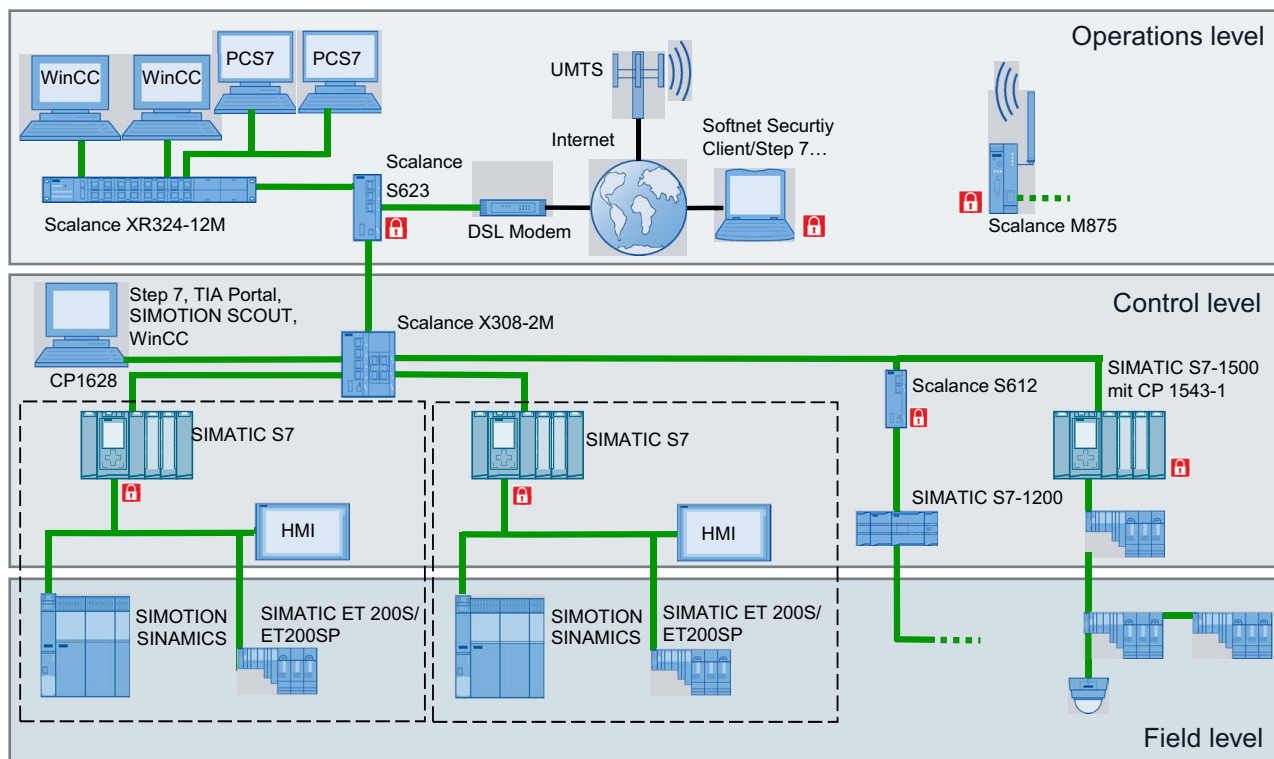 Operations level
WinCC
WinCC
PCS7
PCS7
UMTS
Internet
Softnet Securtiy
Client/Step 7…
Scalance
S623
Scalance XR324-12M
DSL Modem
Scalance M875
Control level
Step 7, TIA Portal,
SIMOTION SCOUT,
WinCC
CP1628
Scalance X308-2M
Scalance S612
SIMATIC S7-1500
mit CP 1543-1
SIMATIC S7
SIMATIC S7
SIMATIC S7-1200
HMI
HMI
SIMOTION
SINAMICS
SIMATIC ET 200S/
ET200SP
SIMOTION
SINAMICS
SIMATIC ET 200S/
ET200SP
Field level